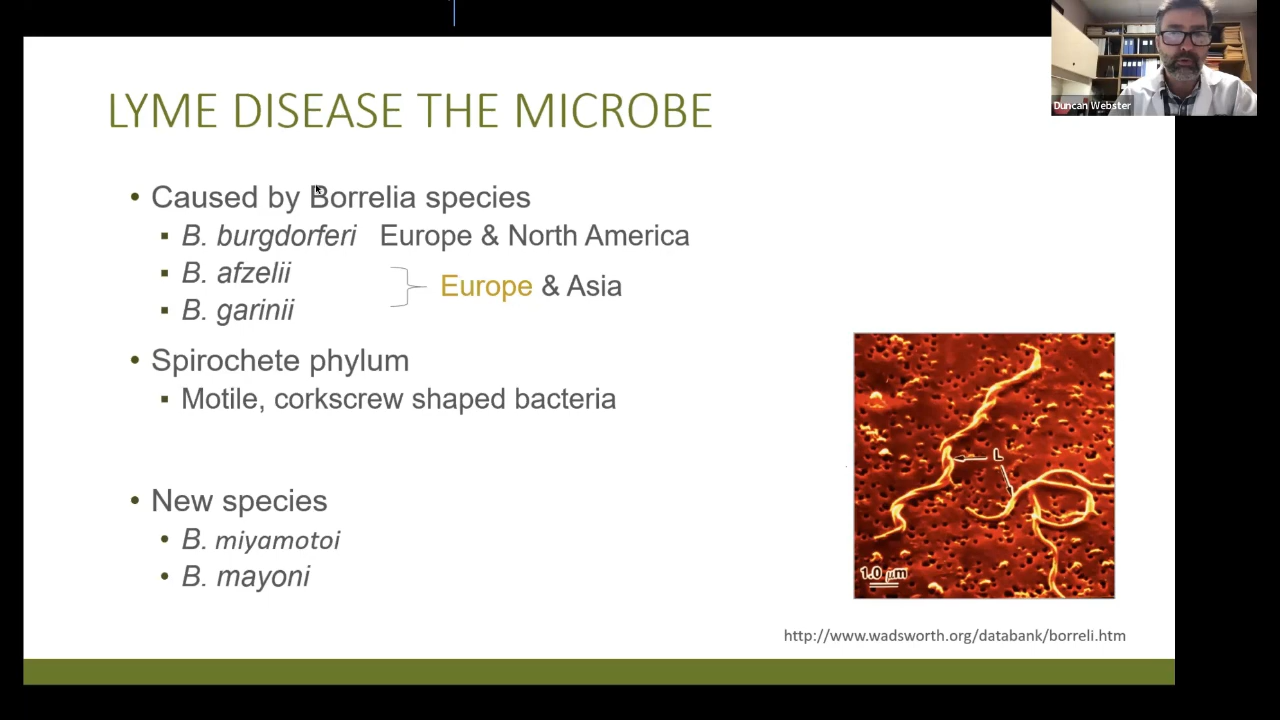 Duncan Webster
LYME DISEASE THE MICROBE
• Caused by Borrelia species
▪ B. burgdorferi Europe & North America
▪ B. afzelii
Europe & Asia
▪ B. garinii
• Spirochete phylum
▪ Motile, corkscrew shaped bacteria
• New species
• B. miyamotoi
• B. mayoni
L
1.0 µm
http://www.wadsworth.org/databank/borreli.htm